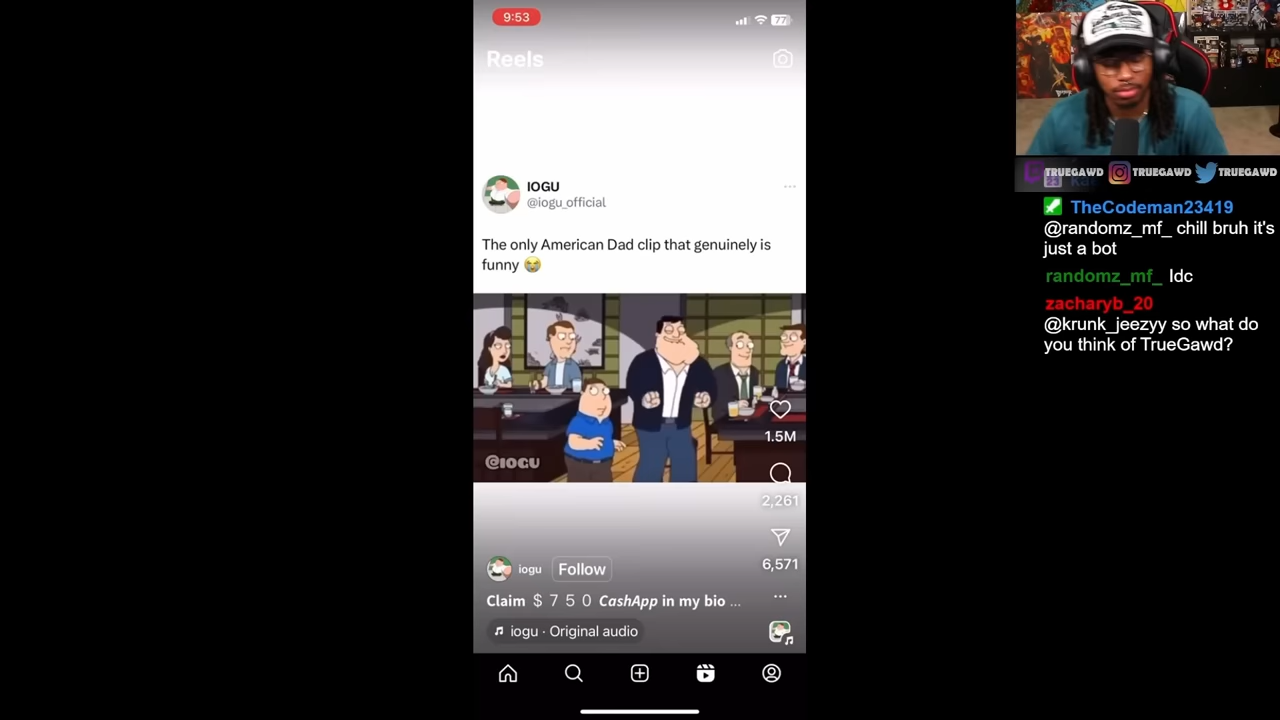 9:53
77
Reels
IOGU
@iogu_official
The only American Dad clip that genuinely is
funny 😭
@IOGU
1.5M
2,261
6,571
iogu Follow
Claim $ 7 5 0 CashApp in my bio ...
iogu · Original audio
TRUEGAWD TRUEGAWD TRUEGAWD
TheCodeman23419
@randomz_mf_ chill bruh it's
just a bot
randomz_mf_ Idc
zacharyb_20
@krunk_jeezyy so what do
you think of TrueGawd?